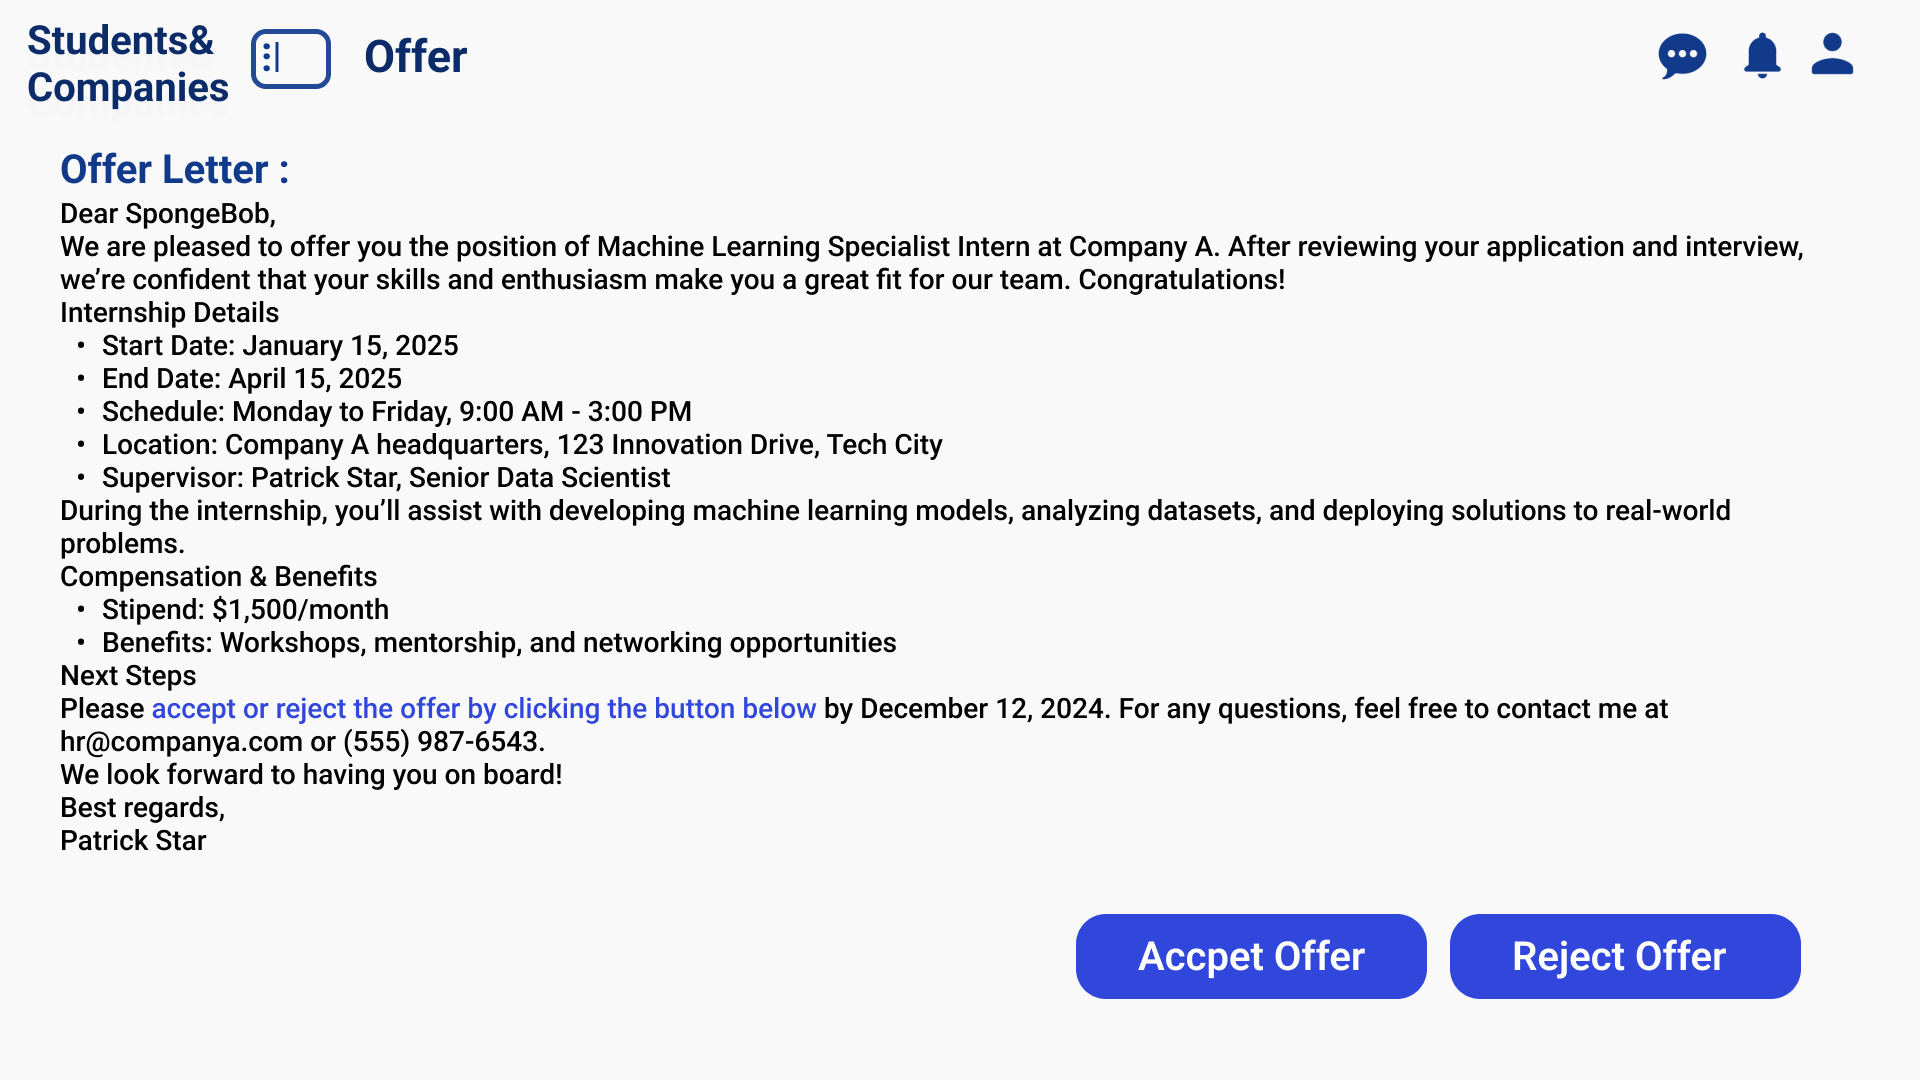 Students&
Companies
Offer
Offer Letter :
Dear SpongeBob,
We are pleased to offer you the position of Machine Learning Specialist Intern at Company A. After reviewing your application and interview,
we’re confident that your skills and enthusiasm make you a great fit for our team. Congratulations!
Internship Details
• Start Date: January 15, 2025
• End Date: April 15, 2025
• Schedule: Monday to Friday, 9:00 AM - 3:00 PM
• Location: Company A headquarters, 123 Innovation Drive, Tech City
• Supervisor: Patrick Star, Senior Data Scientist
During the internship, you’ll assist with developing machine learning models, analyzing datasets, and deploying solutions to real-world
problems.
Compensation & Benefits
• Stipend: $1,500/month
• Benefits: Workshops, mentorship, and networking opportunities
Next Steps
Please accept or reject the offer by clicking the button below by December 12, 2024. For any questions, feel free to contact me at
hr@companya.com or (555) 987-6543.
We look forward to having you on board!
Best regards,
Patrick Star
Accpet Offer
Reject Offer